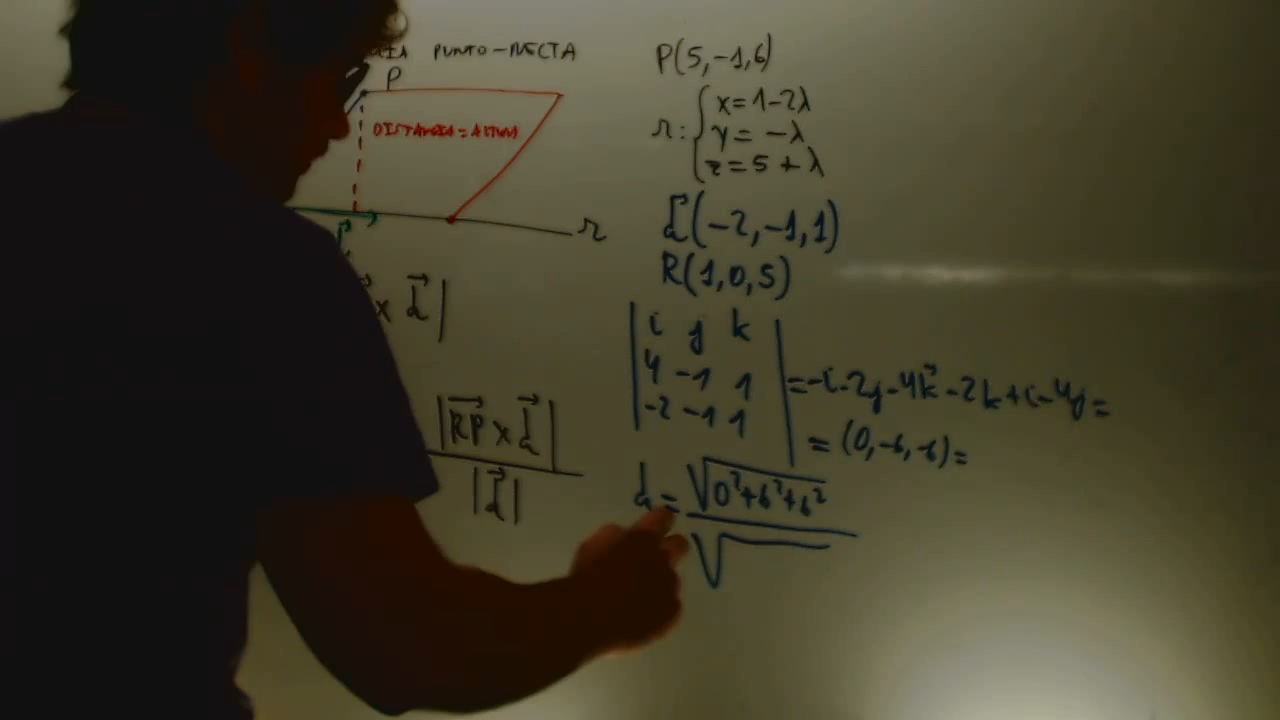 PUNTO-RECTA
P
DISTANCIA = ALTURA
r
x d⃗|
|RP⃗ x d⃗|
|d⃗|
P(5,-1,6)
r: { x = 1-2λ
y = -λ
z = 5 + λ
d⃗(-2,-1,1)
R(1,0,5)
| i j k |
4 -1 1 = -i-2j-4k⃗-2k+i-4j =
-2 -1 1 = (0,-6,-6) =
d = √0²+6²+6²
√